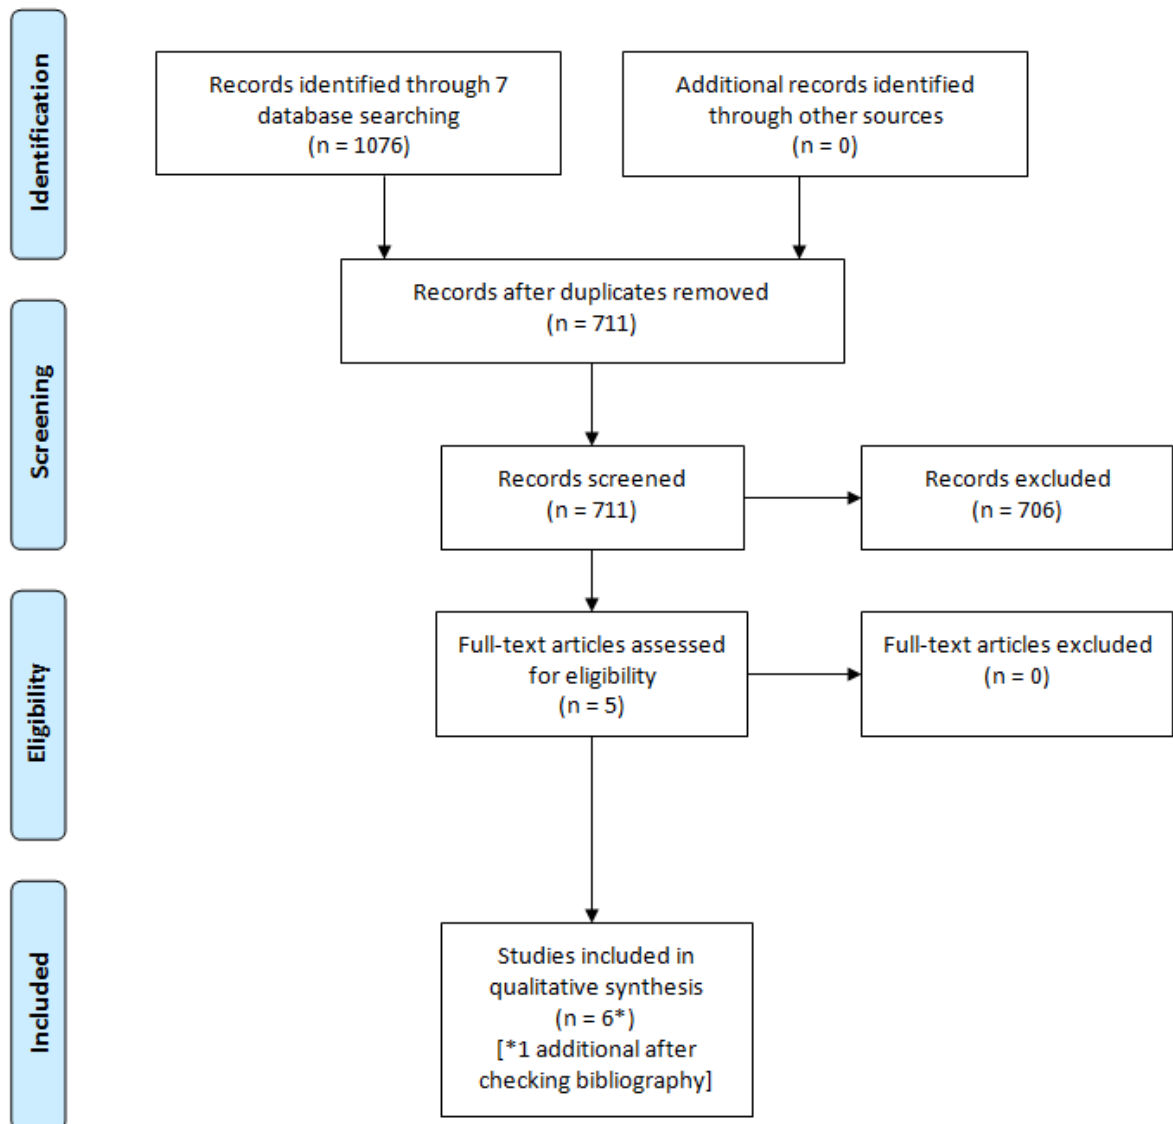 Identification
Records identified through 7
database searching
(n = 1076)
Additional records identified
through other sources
(n = 0)
Records after duplicates removed
(n = 711)
Screening
Records screened
(n = 711)
Records excluded
(n = 706)
Eligibility
Full-text articles assessed
for eligibility
(n = 5)
Full-text articles excluded
(n = 0)
Included
Studies included in
qualitative synthesis
(n = 6*)
[*1 additional after
checking bibliography]